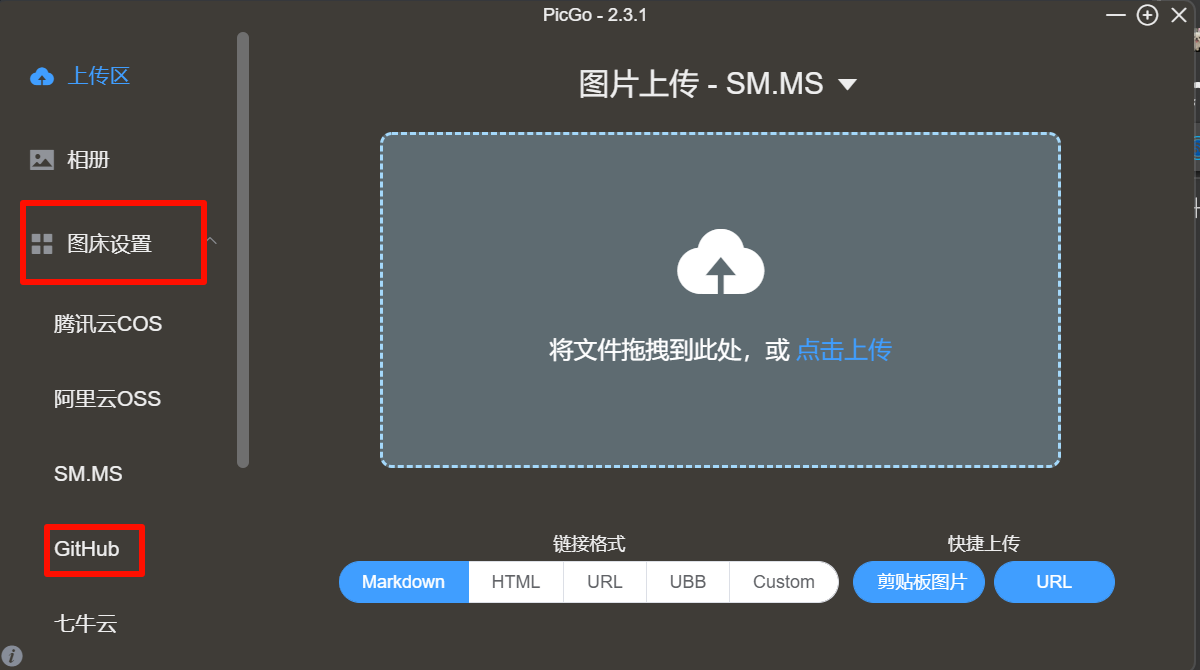 PicGo - 2.3.1
上传区
相册
图床设置
腾讯云COS
阿里云OSS
SM.MS
GitHub
七牛云
图片上传 - SM.MS
将文件拖拽到此处，或 点击上传
链接格式
Markdown HTML URL UBB Custom
快捷上传
剪贴板图片 URL